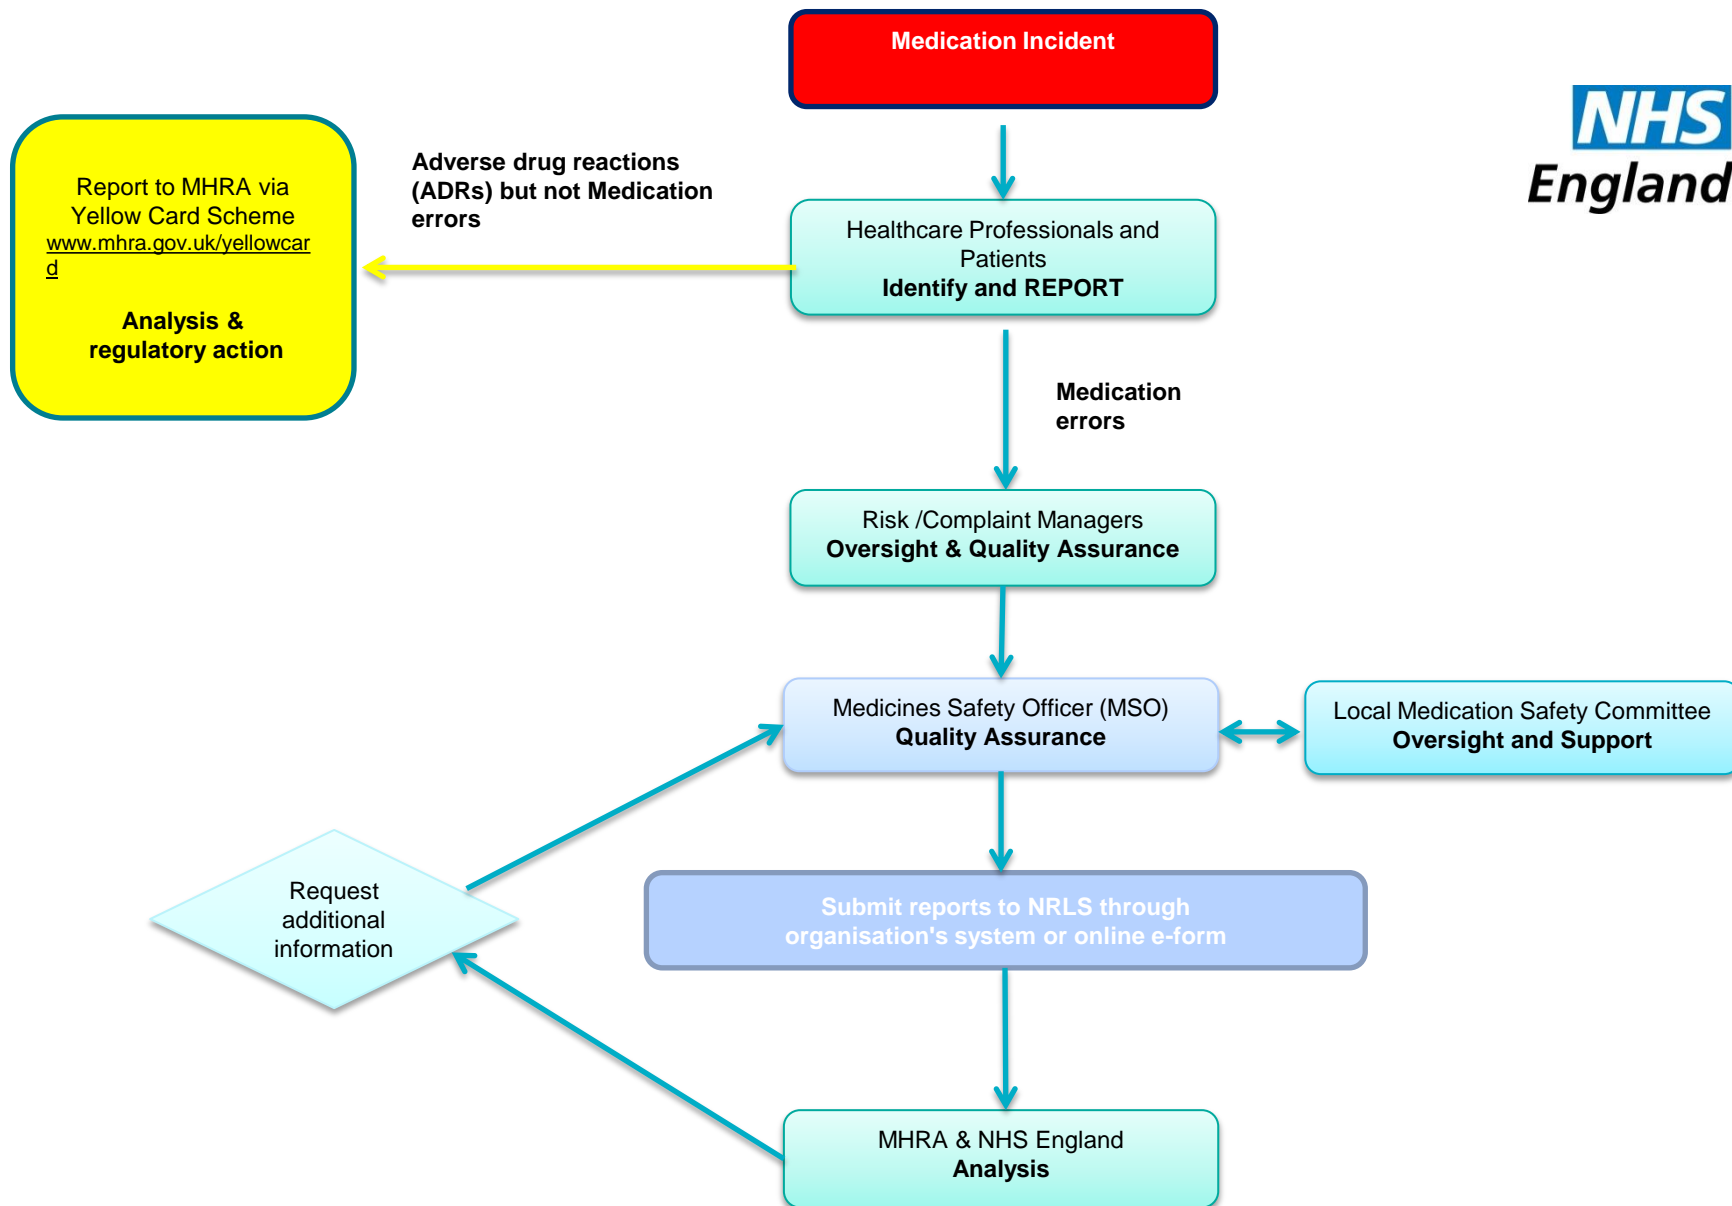 Medication Incident
NHS
England
Report to MHRA via
Yellow Card Scheme
www.mhra.gov.uk/yellowcar
d
Analysis &
regulatory action
Adverse drug reactions
(ADRs) but not Medication
errors
Healthcare Professionals and
Patients
Identify and REPORT
Medication
errors
Risk /Complaint Managers
Oversight & Quality Assurance
Medicines Safety Officer (MSO)
Quality Assurance
Local Medication Safety Committee
Oversight and Support
Request
additional
information
Submit reports to NRLS through
organisation's system or online e-form
MHRA & NHS England
Analysis